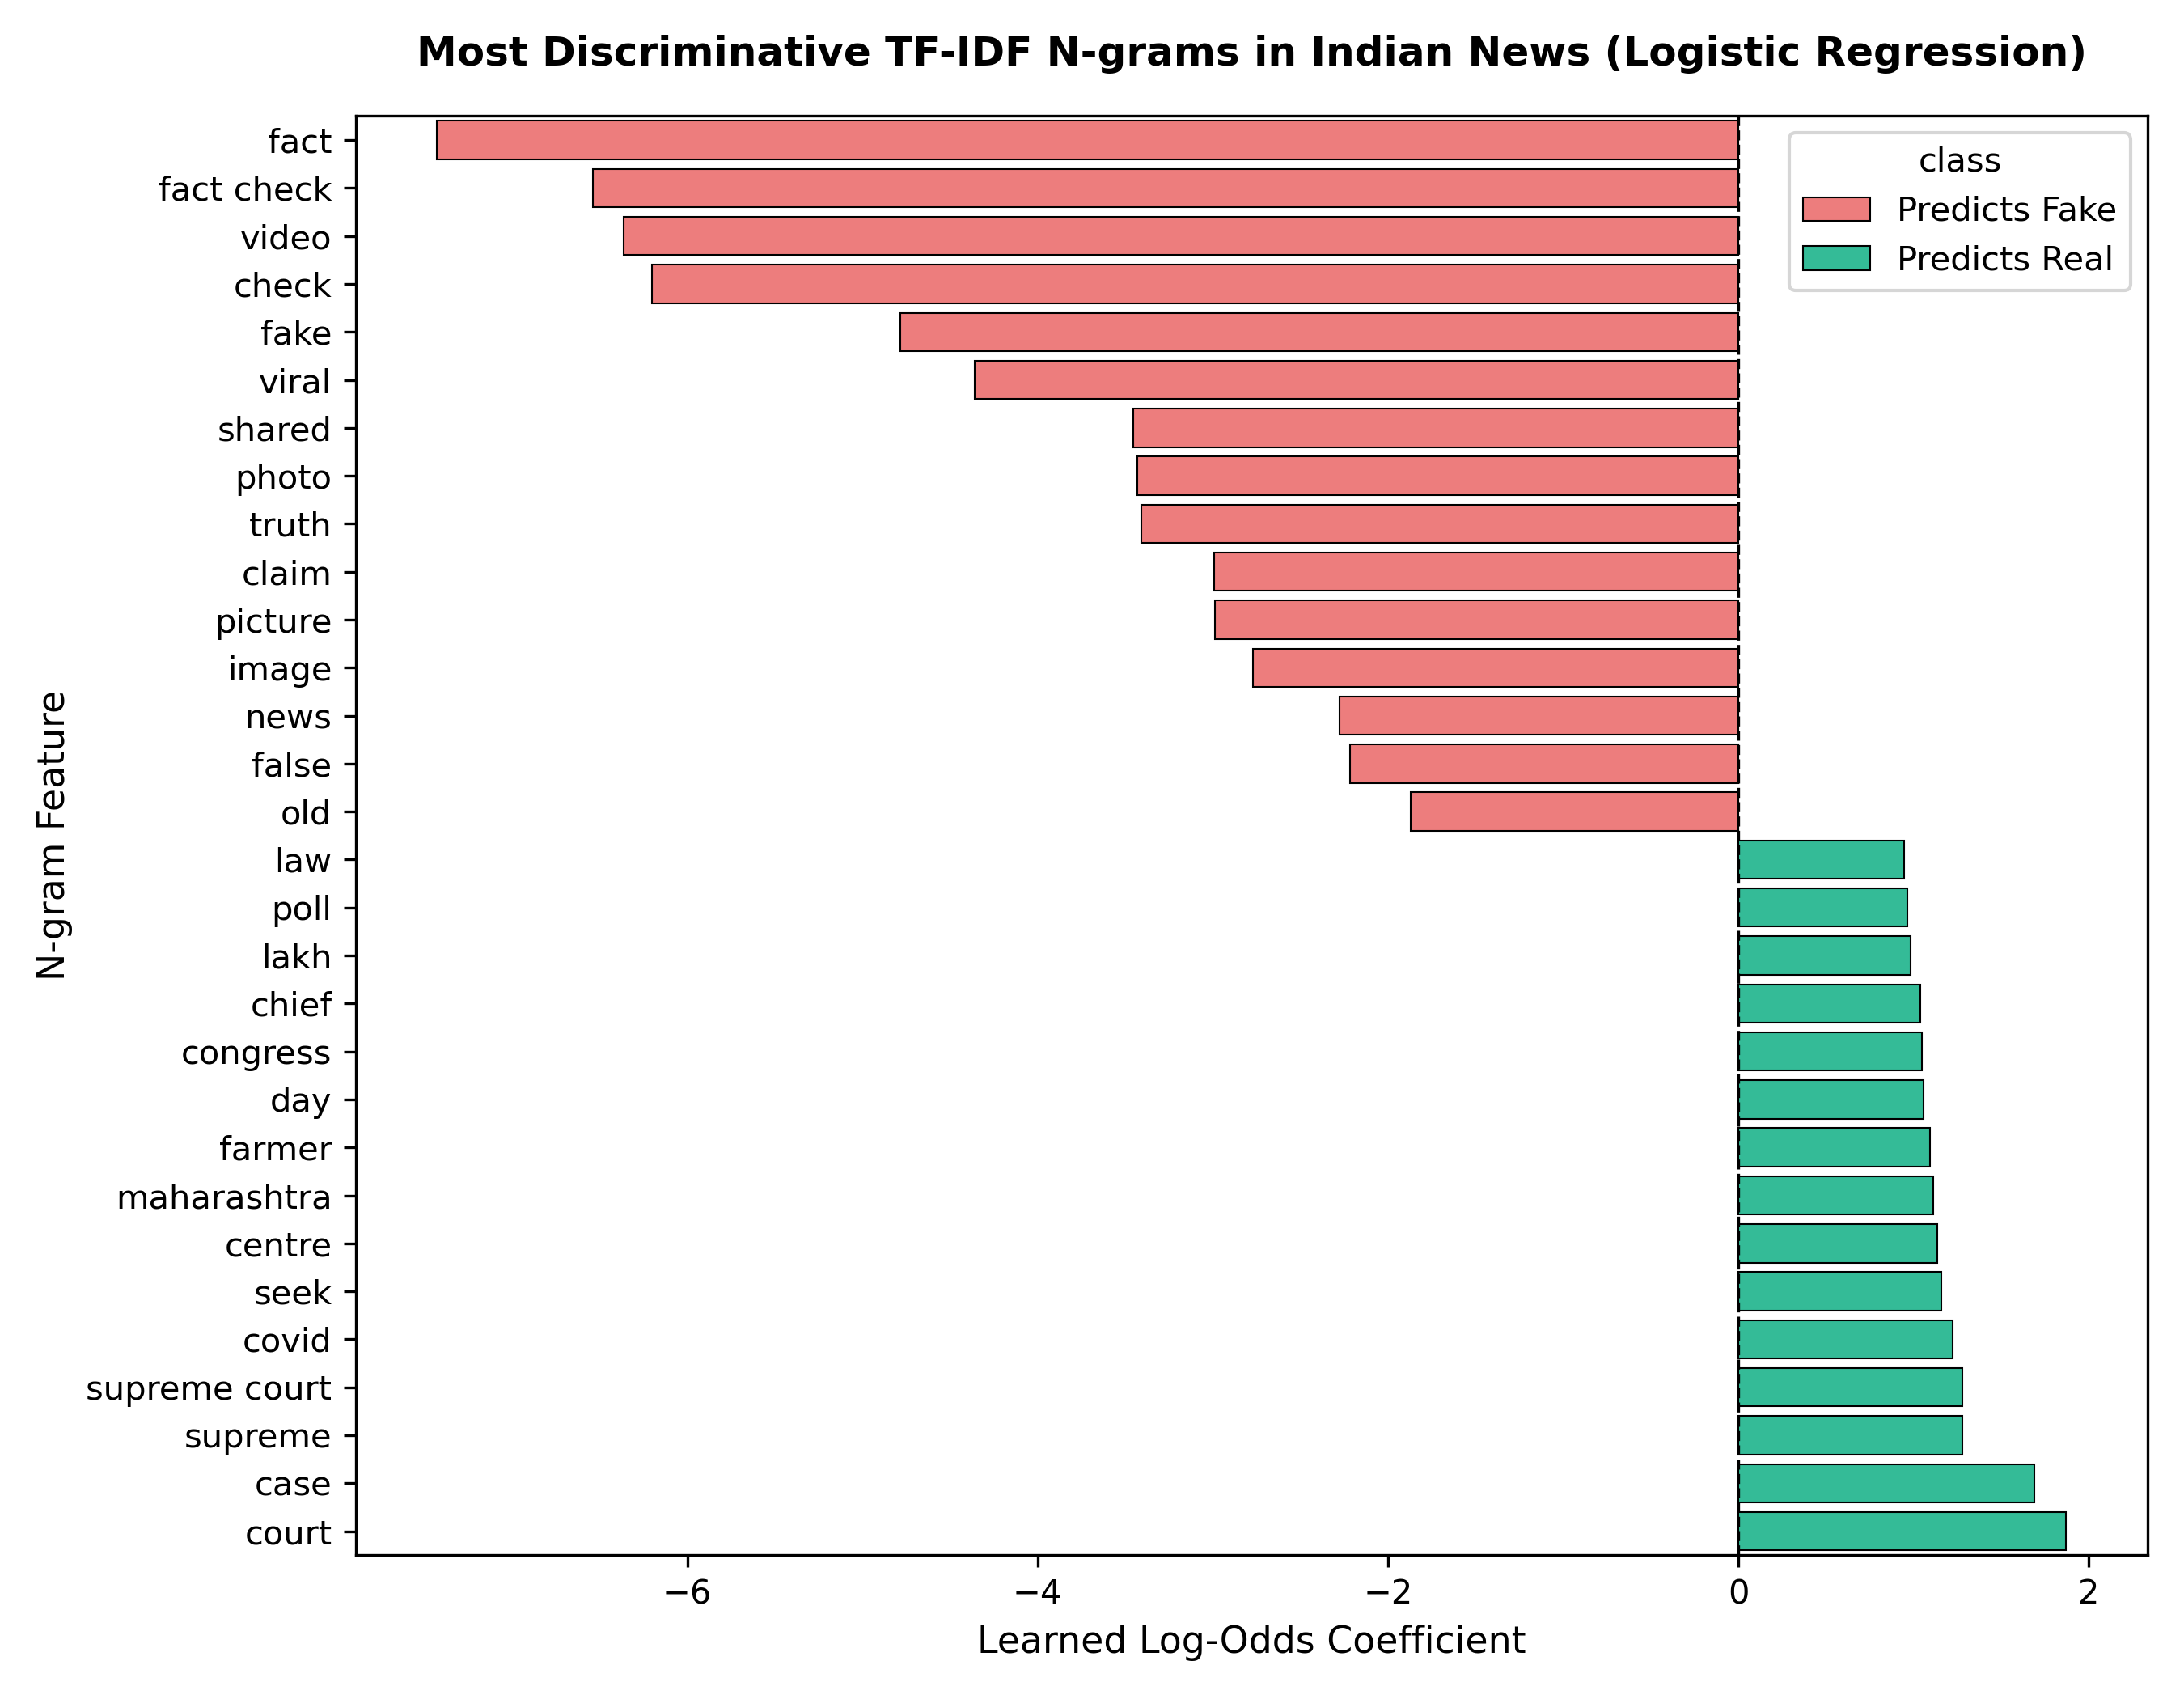 Most Discriminative TF-IDF N-grams in Indian News (Logistic Regression)
class
Predicts Fake
Predicts Real
N-gram Feature
fact
fact check
video
check
fake
viral
shared
photo
truth
claim
picture
image
news
false
old
law
poll
lakh
chief
congress
day
farmer
maharashtra
centre
seek
covid
supreme court
supreme
case
court
−6 −4 −2 0 2
Learned Log-Odds Coefficient